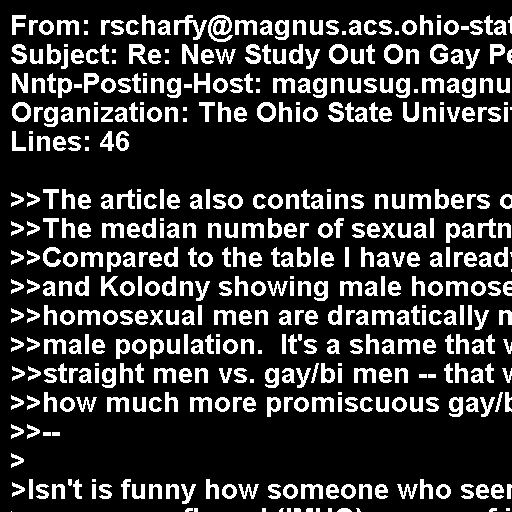 From: rscharfy@magnus.acs.ohio-stat
Subject: Re: New Study Out On Gay Pe
Nntp-Posting-Host: magnusug.magnu
Organization: The Ohio State Universi
Lines: 46
>>The article also contains numbers o
>>The median number of sexual partn
>>Compared to the table I have already
>>and Kolodny showing male homose
>>homosexual men are dramatically m
>>male population.  It's a shame that
>>straight men vs. gay/bi men -- that
>>how much more promiscuous gay/b
>>--
>
>Isn't is funny how someone who seem